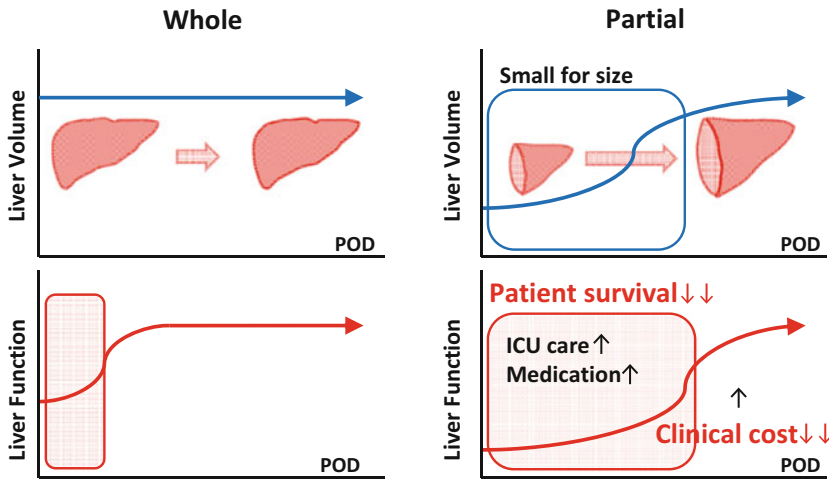 Whole
Partial
Liver Volume
POD
Liver Volume
Small for size
POD
Liver Function
POD
Liver Function
Patient survival↓↓
ICU care↑
Medication↑
↑
Clinical cost↓↓
POD